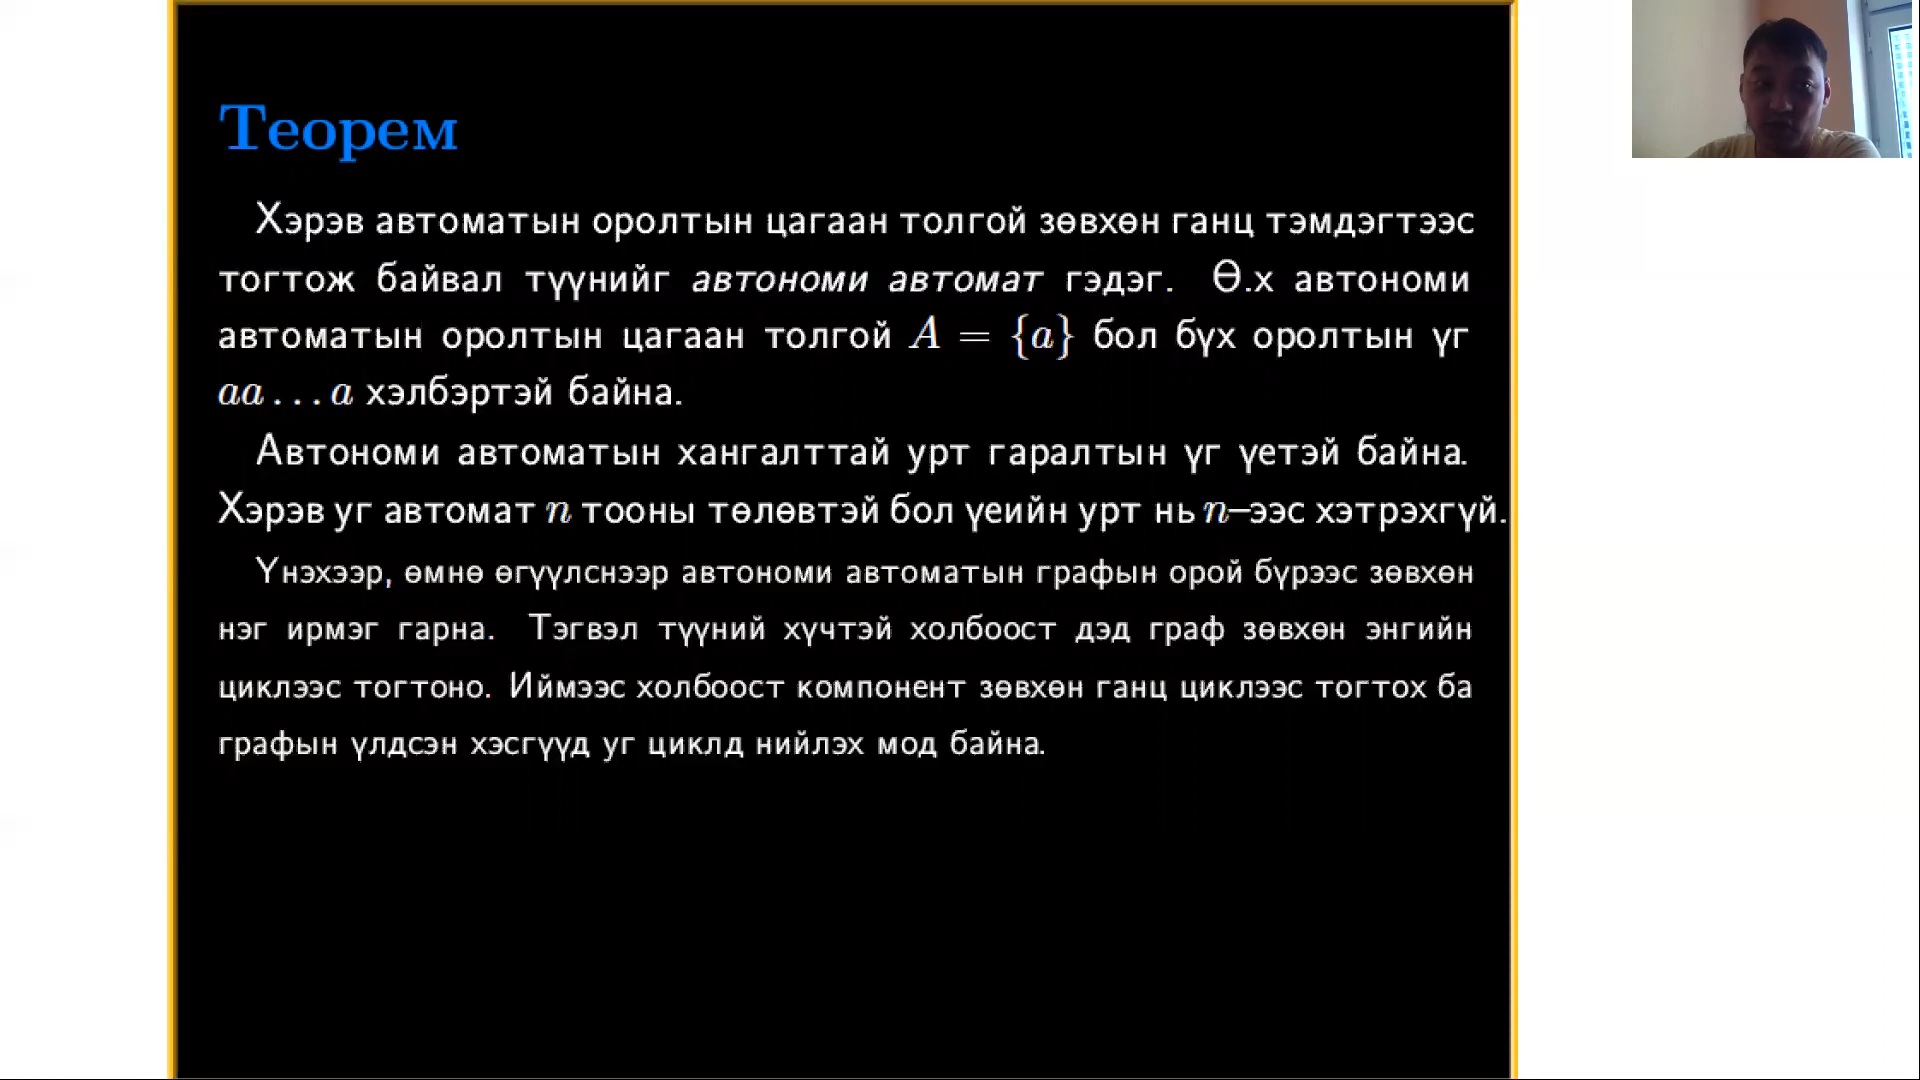 Теорем
Хэрэв автоматын оролтын цагаан толгой зөвхөн ганц тэмдэгтээс
тогтож байвал түүнийг автономи автомат гэдэг. Ө.х автономи
автоматын оролтын цагаан толгой A = {a} бол бүх оролтын үг
aa...a хэлбэртэй байна.
Автономи автоматын хангалттай урт гаралтын үг үетэй байна.
Хэрэв уг автомат n тооны төлөвтэй бол үеийн урт нь n–ээс хэтрэхгүй.
Үнэхээр, өмнө өгүүлснээр автономи автоматын графын орой бүрээс зөвхөн
нэг ирмэг гарна. Тэгвэл түүний хүчтэй холбоост дэд граф зөвхөн энгийн
циклээс тогтоно. Иймээс холбоост компонент зөвхөн ганц циклээс тогтох ба
графын үлдсэн хэсгүүд уг циклд нийлэх мод байна.